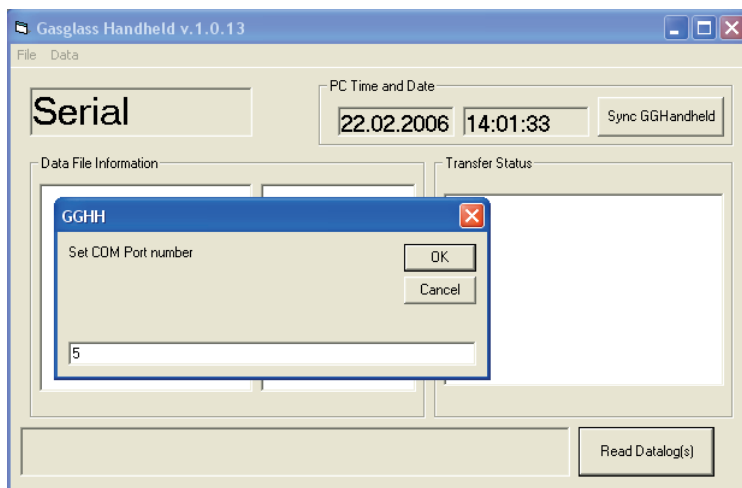 Gasglass Handheld v.1.0.13
File Data
Serial
PC Time and Date
22.02.2006 14:01:33
Sync GGHandheld
Data File Information
Transfer Status
GGHH
Set COM Port number
OK
Cancel
5
Read Datalog(s)